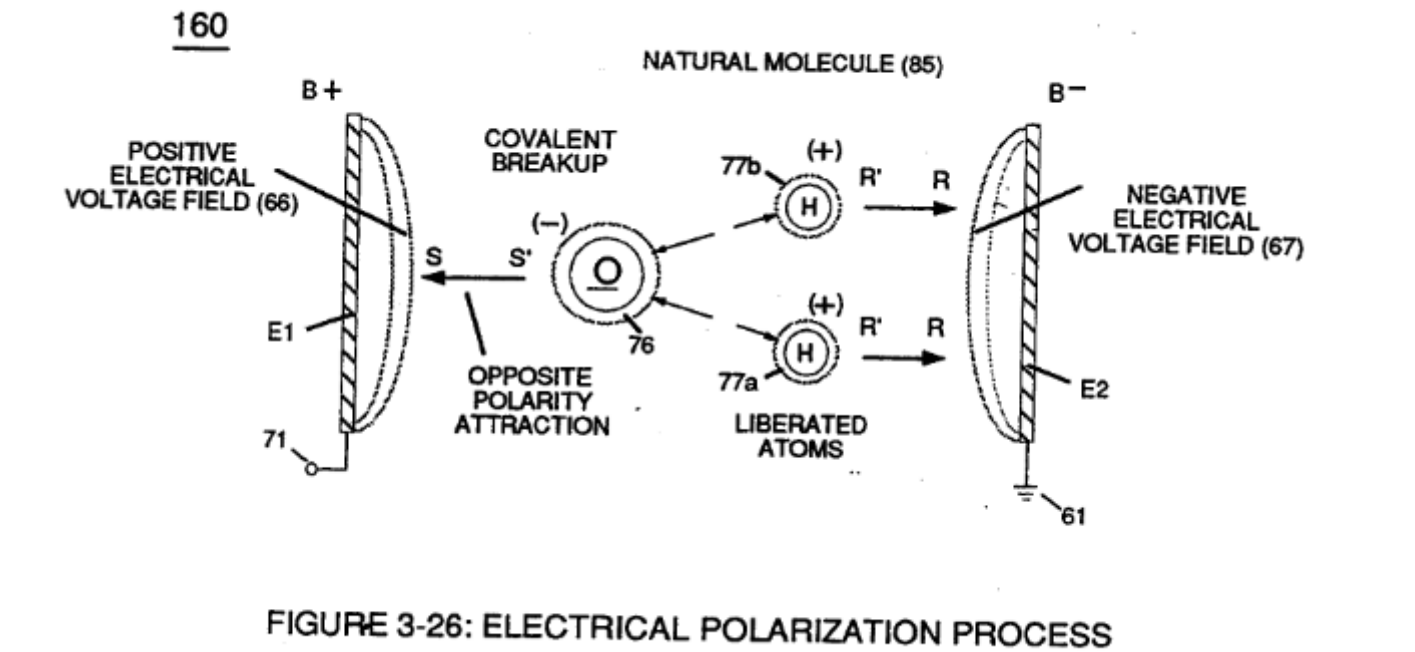 160
NATURAL MOLECULE (85)
B+
B−
POSITIVE
ELECTRICAL
VOLTAGE FIELD (66)
COVALENT
BREAKUP
77b
(+)
H
R'
R
NEGATIVE
ELECTRICAL
VOLTAGE FIELD (67)
(−)
S
S'
O
76
E1
(+)
H
R'
R
77a
E2
OPPOSITE
POLARITY
ATTRACTION
LIBERATED
ATOMS
71
61
FIGURE 3-26: ELECTRICAL POLARIZATION PROCESS